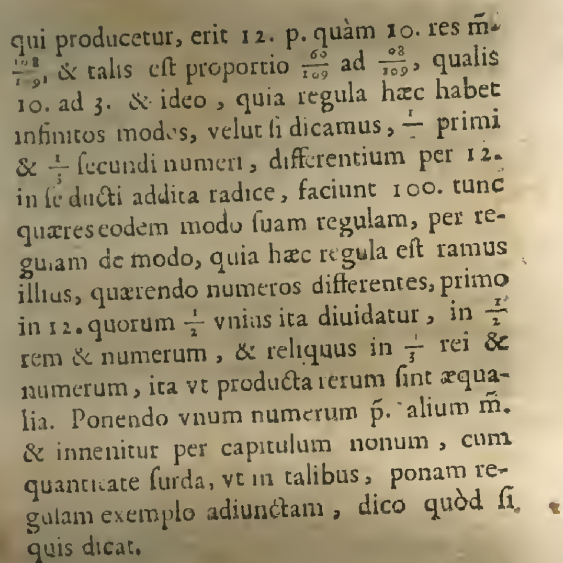 qui producetur, erit 12. p. quàm 10. res m̃.
& talis est proportio 60/109 ad 98/109, qualis
10. ad 3. & ideo, quia regula hæc habet
infinitos modos, velut si dicamus, primi
& 1/3 secundi numeri, differentium per 12.
in se ducti addita radice, faciunt 100. tunc
quæres eodem modo suam regulam, per re-
gulam de modo, quia hæc regula est ramus
illius, quærendo numeros differentes, primo
in 12. quorum 1/2 vnius ita diuidatur, in 1/2
rem & numerum, & reliquus in 1/3 rei &
numerum, ita vt producta rerum sint æqua-
lia. Ponendo vnum numerum p̃. alium m̃.
& innenitur per capitulum nonum, cum
quantitate surda, vt in talibus, ponam re-
gulam exemplo adiunctam, dico quòd si
quis dicat.